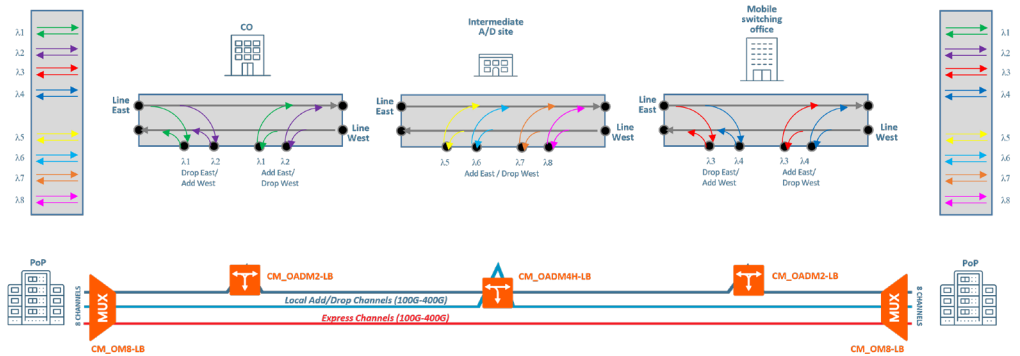 λ1
λ2
λ3
λ4
λ5
λ6
λ7
λ8
CO
Line
East
Line
West
λ1
λ2
λ1
λ2
Drop East/
Add West
Add East/
Drop West
Intermediate
A/D site
λ5
λ6
λ7
λ8
Add East / Drop West
Mobile
switching
office
Line
East
Line
West
λ3
λ4
λ3
λ4
Drop East/
Add West
Add East/
Drop West
λ1
λ2
λ3
λ4
λ5
λ6
λ7
λ8
PoP
MUX
8 CHANNELS
CM_OM8-LB
CM_OADM2-LB
CM_OADM4H-LB
CM_OADM2-LB
Local Add/Drop Channels (100G-400G)
Express Channels (100G-400G)
MUX
8 CHANNELS
CM_OM8-LB
PoP